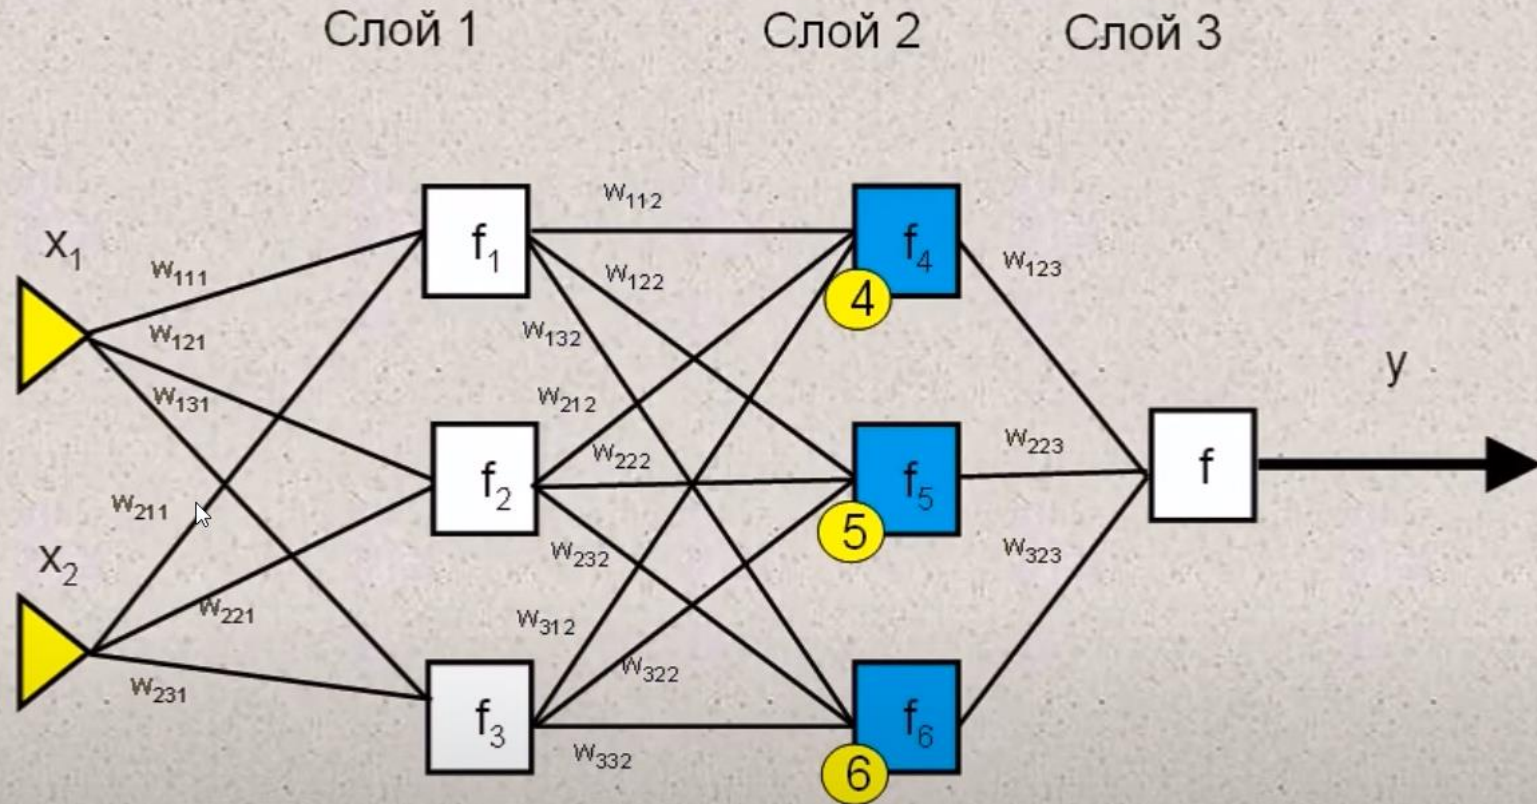 Слой 1 Слой 2 Слой 3
x₁
w₁₁₁
w₁₂₁
w₁₃₁
w₂₁₁
x₂
w₂₂₁
w₂₃₁
f₁
f₂
f₃
w₁₁₂
w₁₂₂
w₁₃₂
w₂₁₂
w₂₂₂
w₂₃₂
w₃₁₂
w₃₂₂
w₃₃₂
f₄
4
f₅
5
f₆
6
w₁₂₃
w₂₂₃
w₃₂₃
f
y